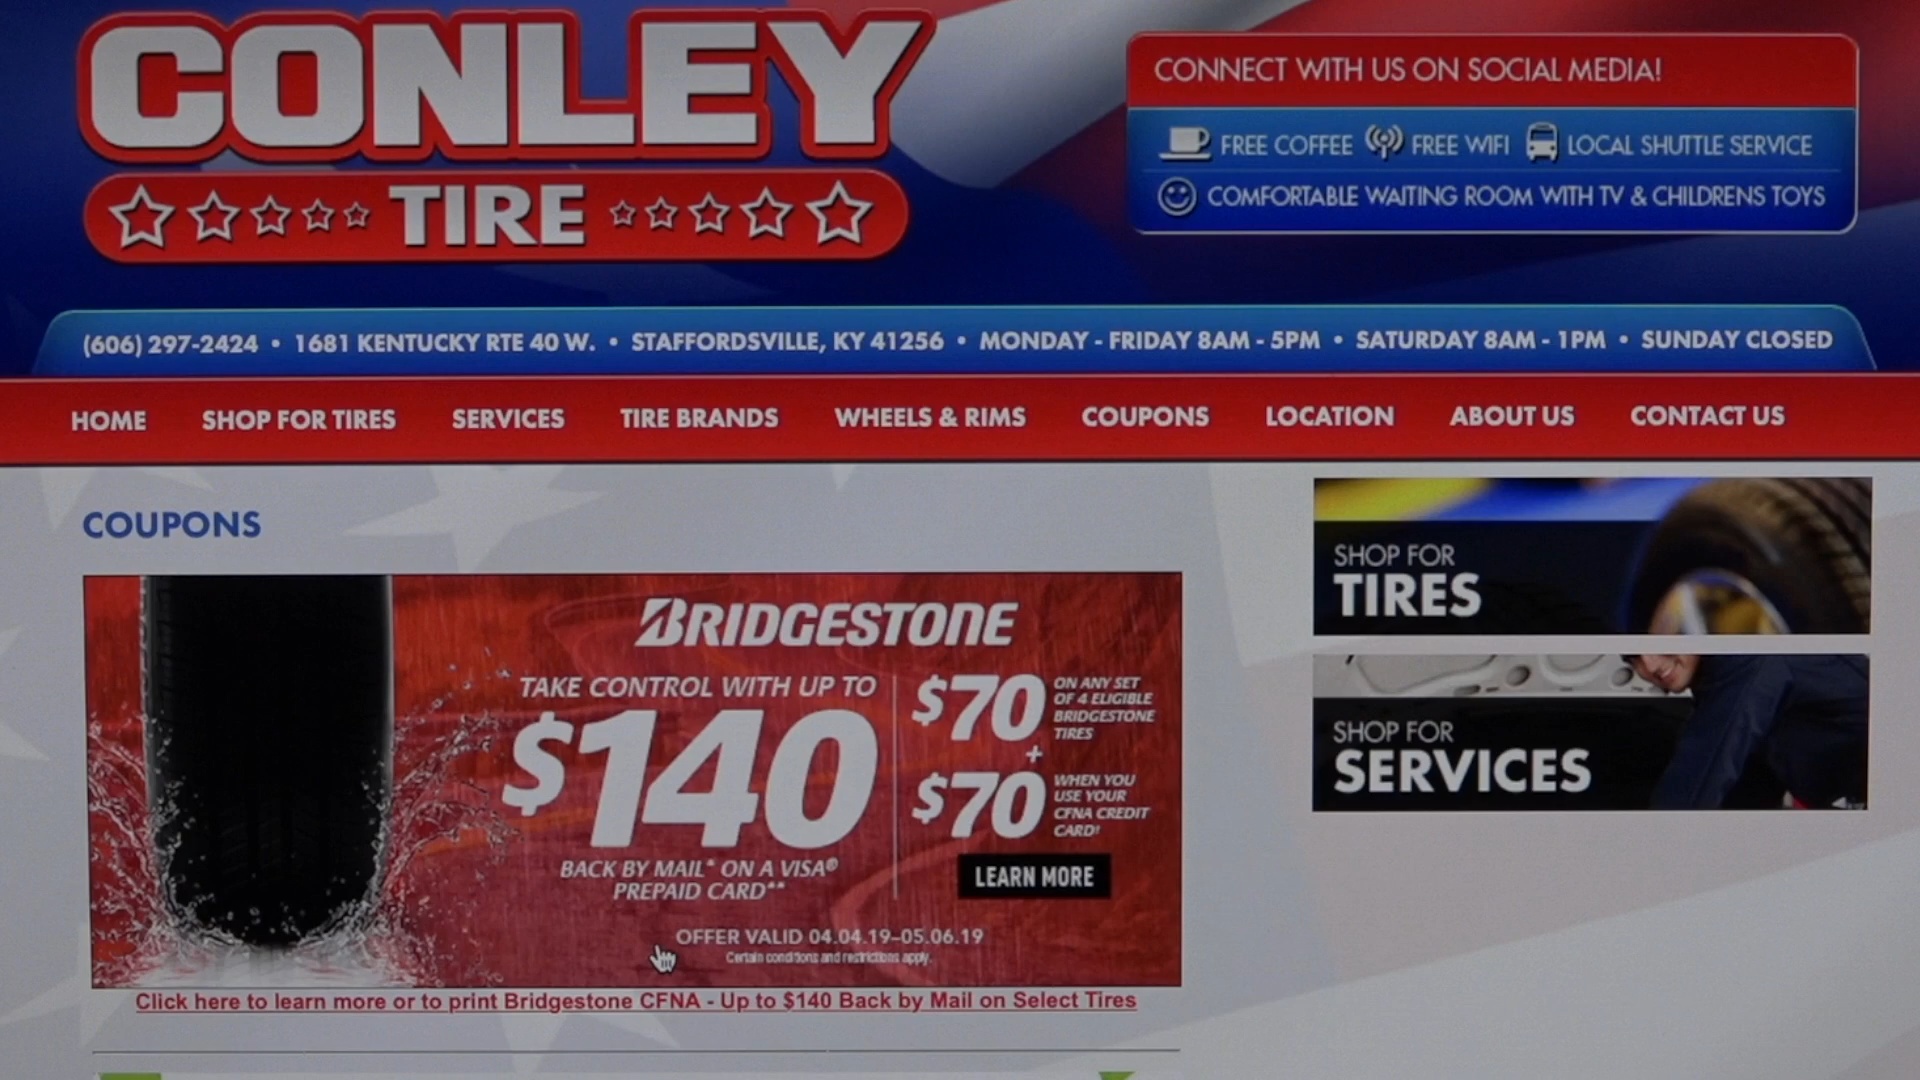 CONLEY
TIRE
CONNECT WITH US ON SOCIAL MEDIA!
FREE COFFEE FREE WIFI LOCAL SHUTTLE SERVICE
COMFORTABLE WAITING ROOM WITH TV & CHILDRENS TOYS
(606) 297-2424 • 1681 KENTUCKY RTE 40 W. • STAFFORDSVILLE, KY 41256 • MONDAY - FRIDAY 8AM - 5PM • SATURDAY 8AM - 1PM • SUNDAY CLOSED
HOME SHOP FOR TIRES SERVICES TIRE BRANDS WHEELS & RIMS COUPONS LOCATION ABOUT US CONTACT US
COUPONS
BRIDGESTONE
TAKE CONTROL WITH UP TO
$140
BACK BY MAIL* ON A VISA®
PREPAID CARD**
$70
ON ANY SET
OF 4 ELIGIBLE
BRIDGESTONE
TIRES
+
$70
WHEN YOU
USE YOUR
CFNA CREDIT
CARD†
LEARN MORE
OFFER VALID 04.04.19–05.06.19
Certain conditions and restrictions apply.
Click here to learn more or to print Bridgestone CFNA - Up to $140 Back by Mail on Select Tires
SHOP FOR
TIRES
SHOP FOR
SERVICES